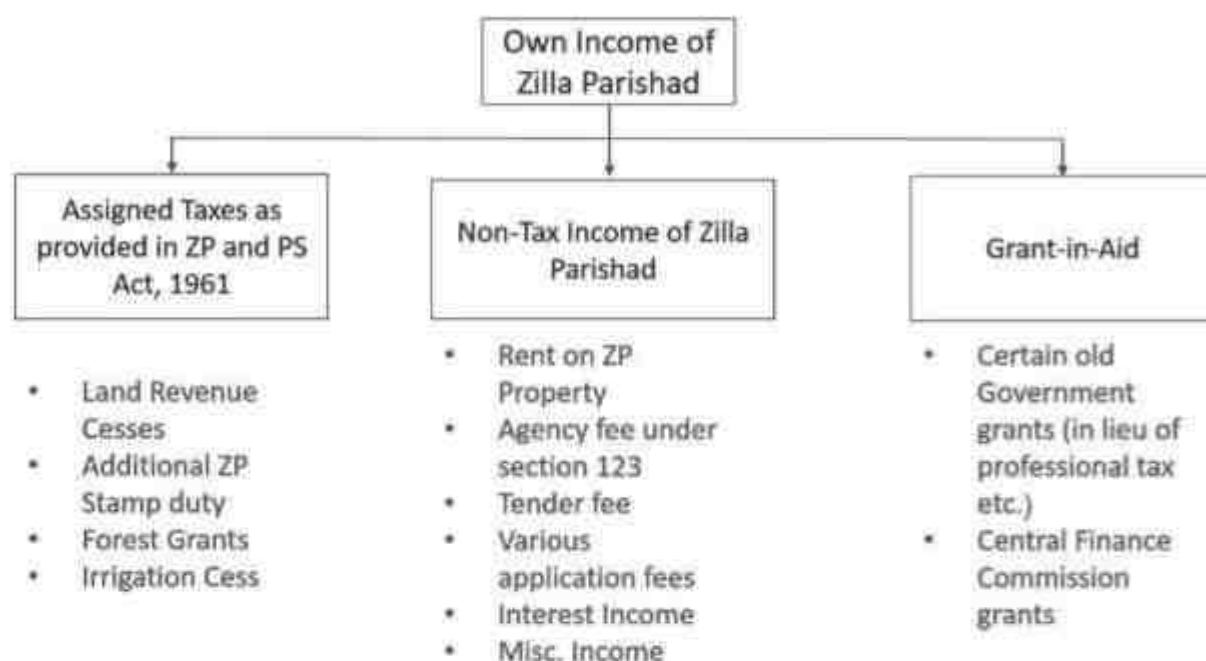 Own Income of
Zilla Parishad
Assigned Taxes as
provided in ZP and PS
Act, 1961
• Land Revenue
Cesses
• Additional ZP
Stamp duty
• Forest Grants
• Irrigation Cess
Non-Tax Income of Zilla
Parishad
• Rent on ZP
Property
• Agency fee under
section 123
• Tender fee
• Various
application fees
• Interest Income
• Misc. Income
Grant-in-Aid
• Certain old
Government
grants (in lieu of
professional tax
etc.)
• Central Finance
Commission
grants